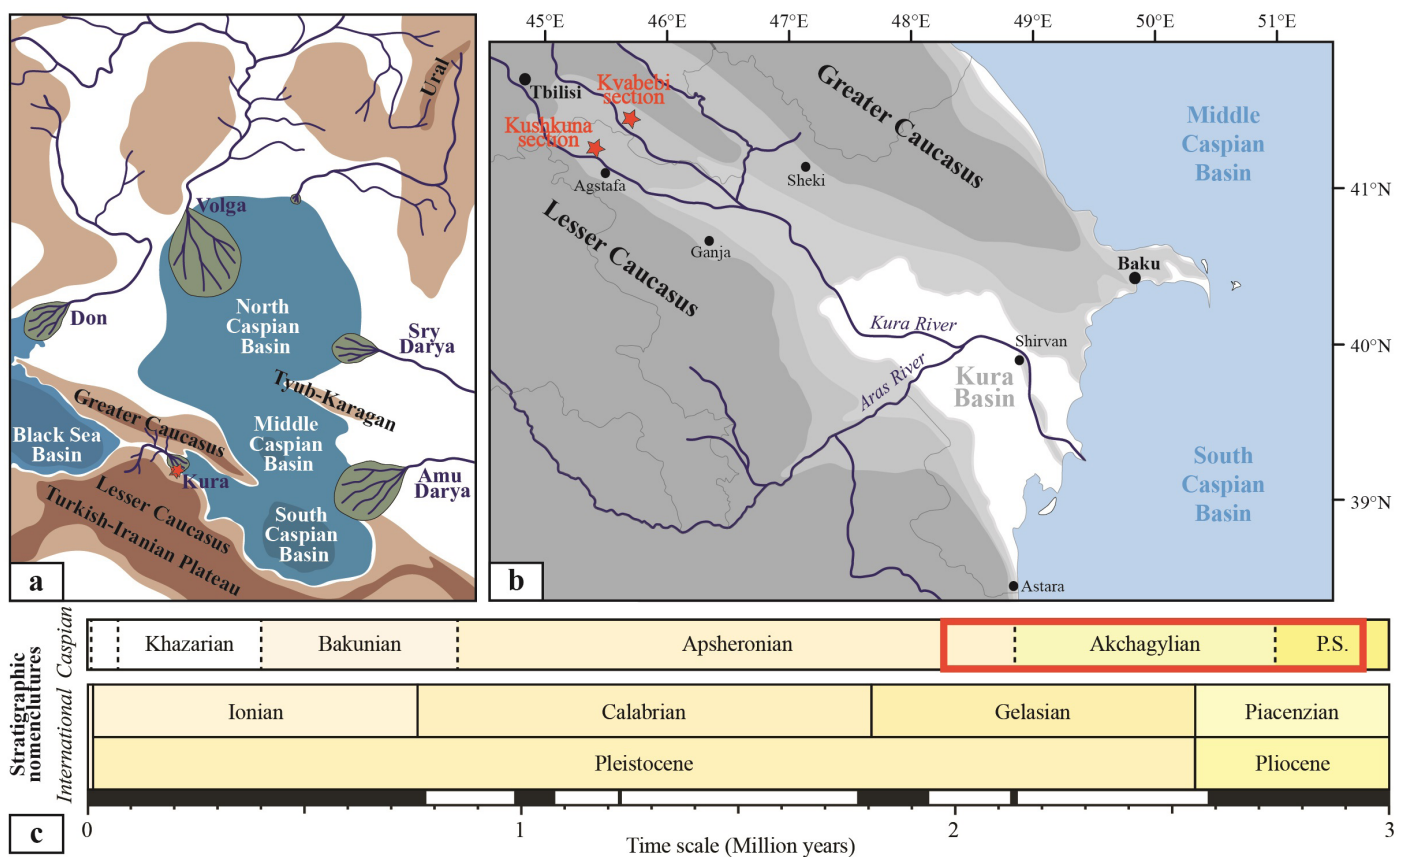 Ural
Volga
Don
North
Caspian
Basin
Sry
Darya
Tyub-Karagan
Greater Caucasus
Black Sea
Basin
Middle
Caspian
Basin
Kura
Amu
Darya
Lesser Caucasus
Turkish-Iranian Plateau
South
Caspian
Basin
a
45°E
46°E
47°E
48°E
49°E
50°E
51°E
Tbilisi
Kvabebi
section
Kushkuna
section
Agstafa
Greater Caucasus
Sheki
Middle
Caspian
Basin
41°N
Lesser Caucasus
Ganja
Baku
Kura River
Shirvan
40°N
Aras River
Kura
Basin
South
Caspian
Basin
39°N
Astara
b
Stratigraphic
nomenclutures
Caspian
Khazarian
Bakunian
Apsheronian
Akchagylian
P.S.
International
Ionian
Calabrian
Gelasian
Piacenzian
Pleistocene
Pliocene
c
0
1
2
3
Time scale (Million years)